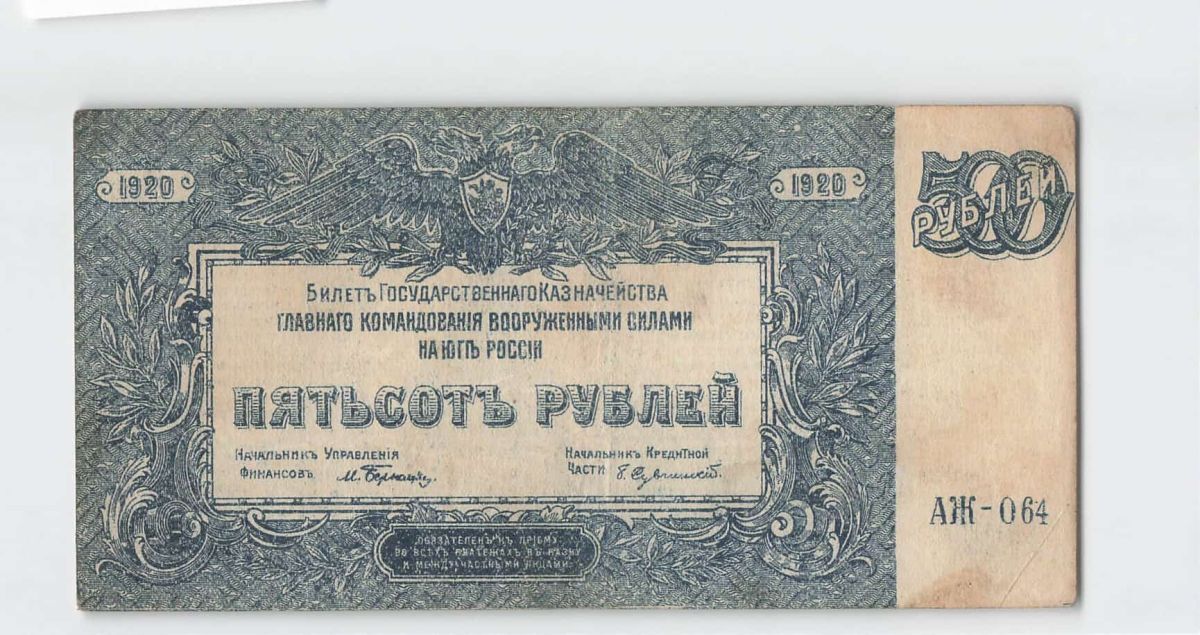 1920
1920
500
РУБЛЕЙ
БИЛЕТЪ ГОСУДАРСТВЕННАГО КАЗНАЧЕЙСТВА
ГЛАВНАГО КОМАНДОВАНІЯ ВООРУЖЕННЫМИ СИЛАМИ
НА ЮГѢ РОССІИ
ПЯТЬСОТЪ РУБЛЕЙ
НАЧАЛЬНИКЪ УПРАВЛЕНІЯ
ФИНАНСОВЪ
НАЧАЛЬНИКЪ КРЕДИТНОЙ
ЧАСТИ
АЖ-064
ОБЯЗАТЕЛЕНЪ КЪ ПРІЕМУ
ВО ВСѢХЪ ПЛАТЕЖАХЪ ВЪ КАЗНУ
И МЕЖДУ ЧАСТНЫМИ ЛИЦАМИ